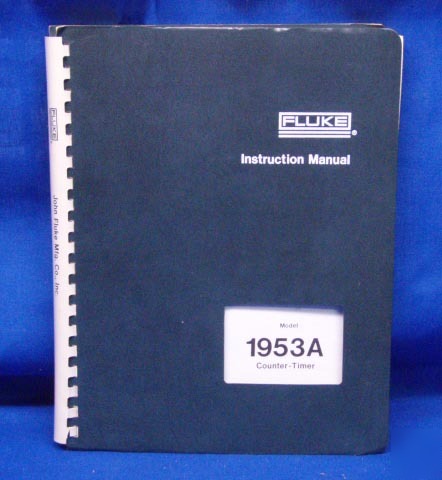 FLUKE
John Fluke Mfg. Co., Inc.
FLUKE ®
Instruction Manual
Model
1953A
Counter-Timer